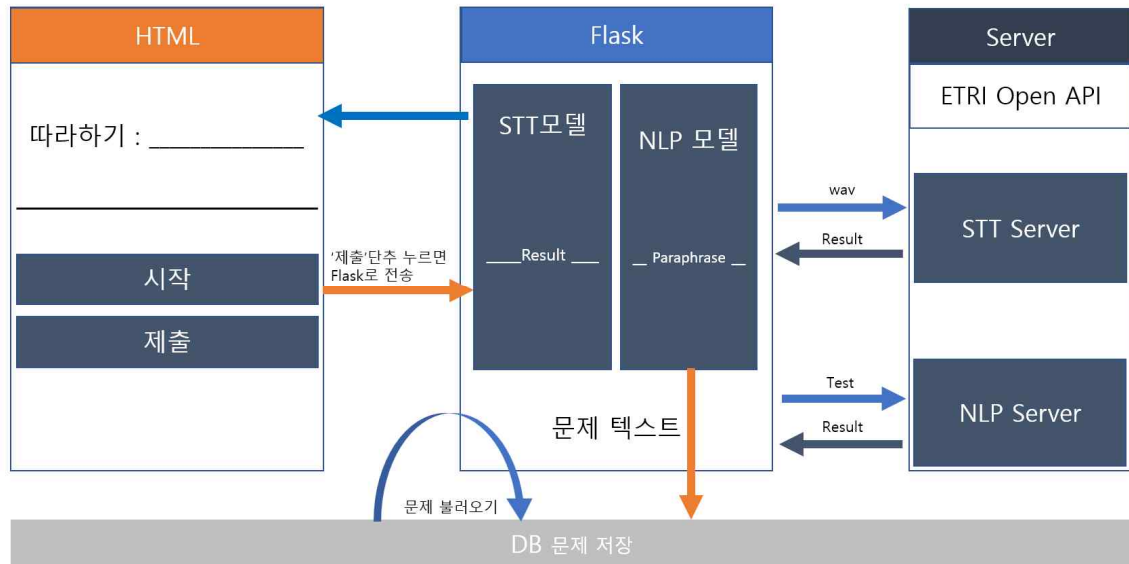 HTML
따라하기 : _______________
시작
제출
'제출'단추 누르면
Flask로 전송
Flask
STT모델
____Result ___
NLP 모델
__ Paraphrase __
문제 텍스트
wav
Result
Test
Result
Server
ETRI Open API
STT Server
NLP Server
문제 불러오기
DB 문제 저장